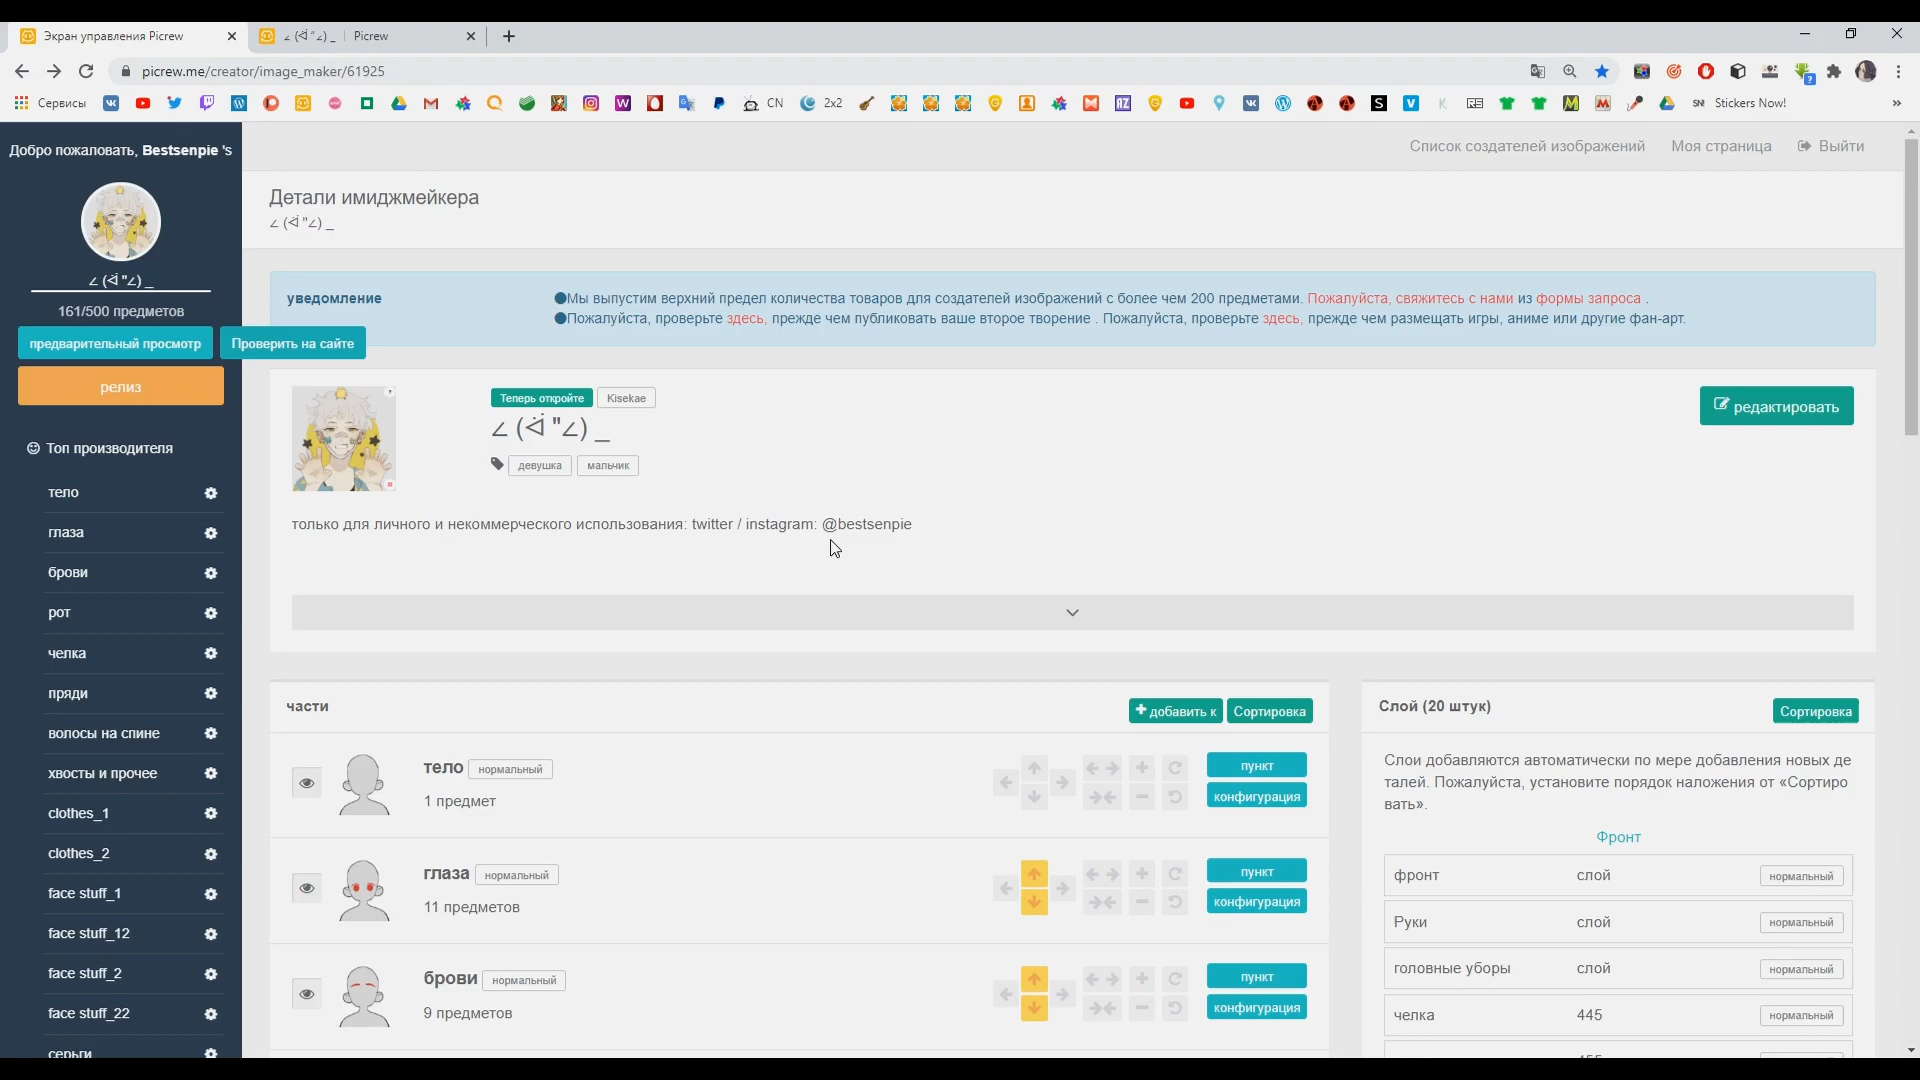 Экран управления Picrew
∠ (ᐛ "∠) _ | Picrew
picrew.me/creator/image_maker/61925
Сервисы
CN
2x2
Stickers Now!
Добро пожаловать, Bestsenpie 's
∠ (ᐛ "∠) _
161/500 предметов
предварительный просмотр
Проверить на сайте
релиз
Топ производителя
тело
глаза
брови
рот
челка
пряди
волосы на спине
хвосты и прочее
clothes_1
clothes_2
face stuff_1
face stuff_12
face stuff_2
face stuff_22
серьги
Список создателей изображений
Моя страница
Выйти
Детали имиджмейкера
∠ (ᐛ "∠) _
уведомление
●Мы выпустим верхний предел количества товаров для создателей изображений с более чем 200 предметами. Пожалуйста, свяжитесь с нами из формы запроса .
●Пожалуйста, проверьте здесь, прежде чем публиковать ваше второе творение . Пожалуйста, проверьте здесь, прежде чем размещать игры, аниме или другие фан-арт.
Теперь откройте
Kisekae
∠ (ᐛ "∠) _
девушка
мальчик
редактировать
только для личного и некоммерческого использования: twitter / instagram: @bestsenpie
части
добавить к
Сортировка
тело нормальный
1 предмет
пункт
конфигурация
глаза нормальный
11 предметов
пункт
конфигурация
брови нормальный
9 предметов
пункт
конфигурация
Слой (20 штук)
Сортировка
Слои добавляются автоматически по мере добавления новых де
талей. Пожалуйста, установите порядок наложения от «Сортиро
вать».
Фронт
фронт слой нормальный
Руки слой нормальный
головные уборы слой нормальный
челка 445 нормальный